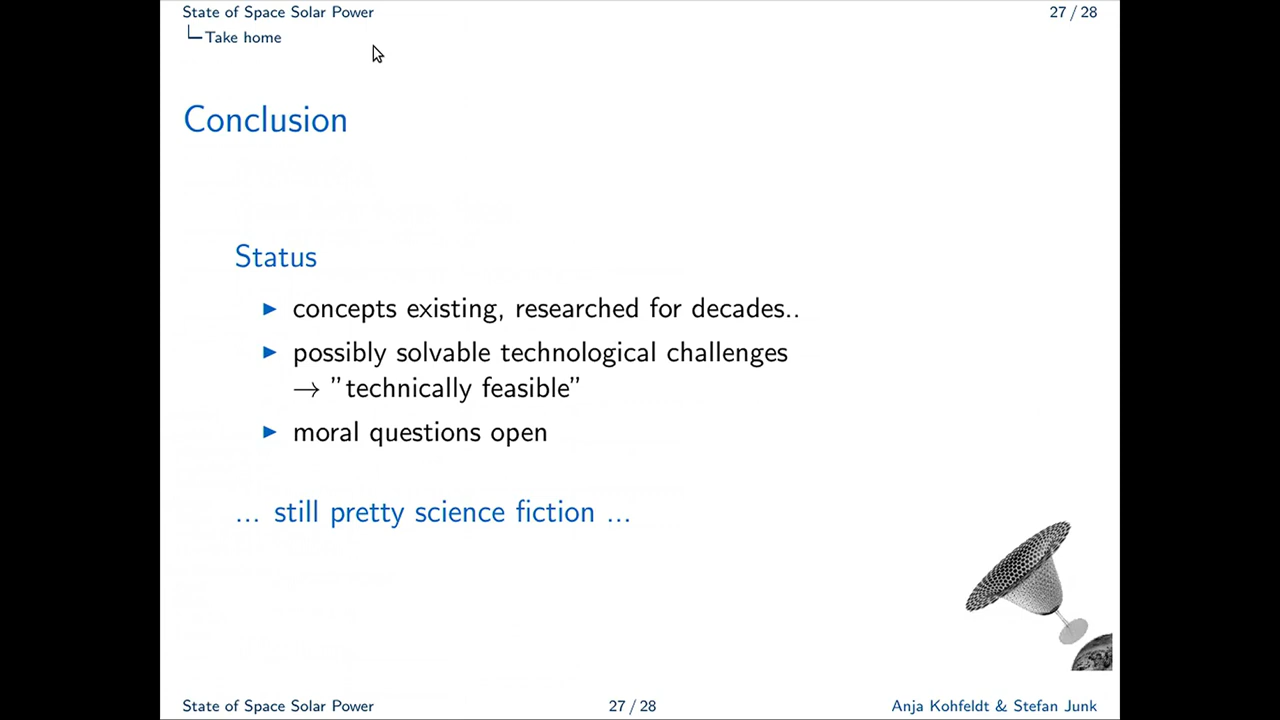 State of Space Solar Power 27 / 28
Take home
Conclusion
Status
concepts existing, researched for decades..
possibly solvable technological challenges
→ ”technically feasible”
moral questions open
... still pretty science fiction ...
State of Space Solar Power 27 / 28 Anja Kohfeldt & Stefan Junk